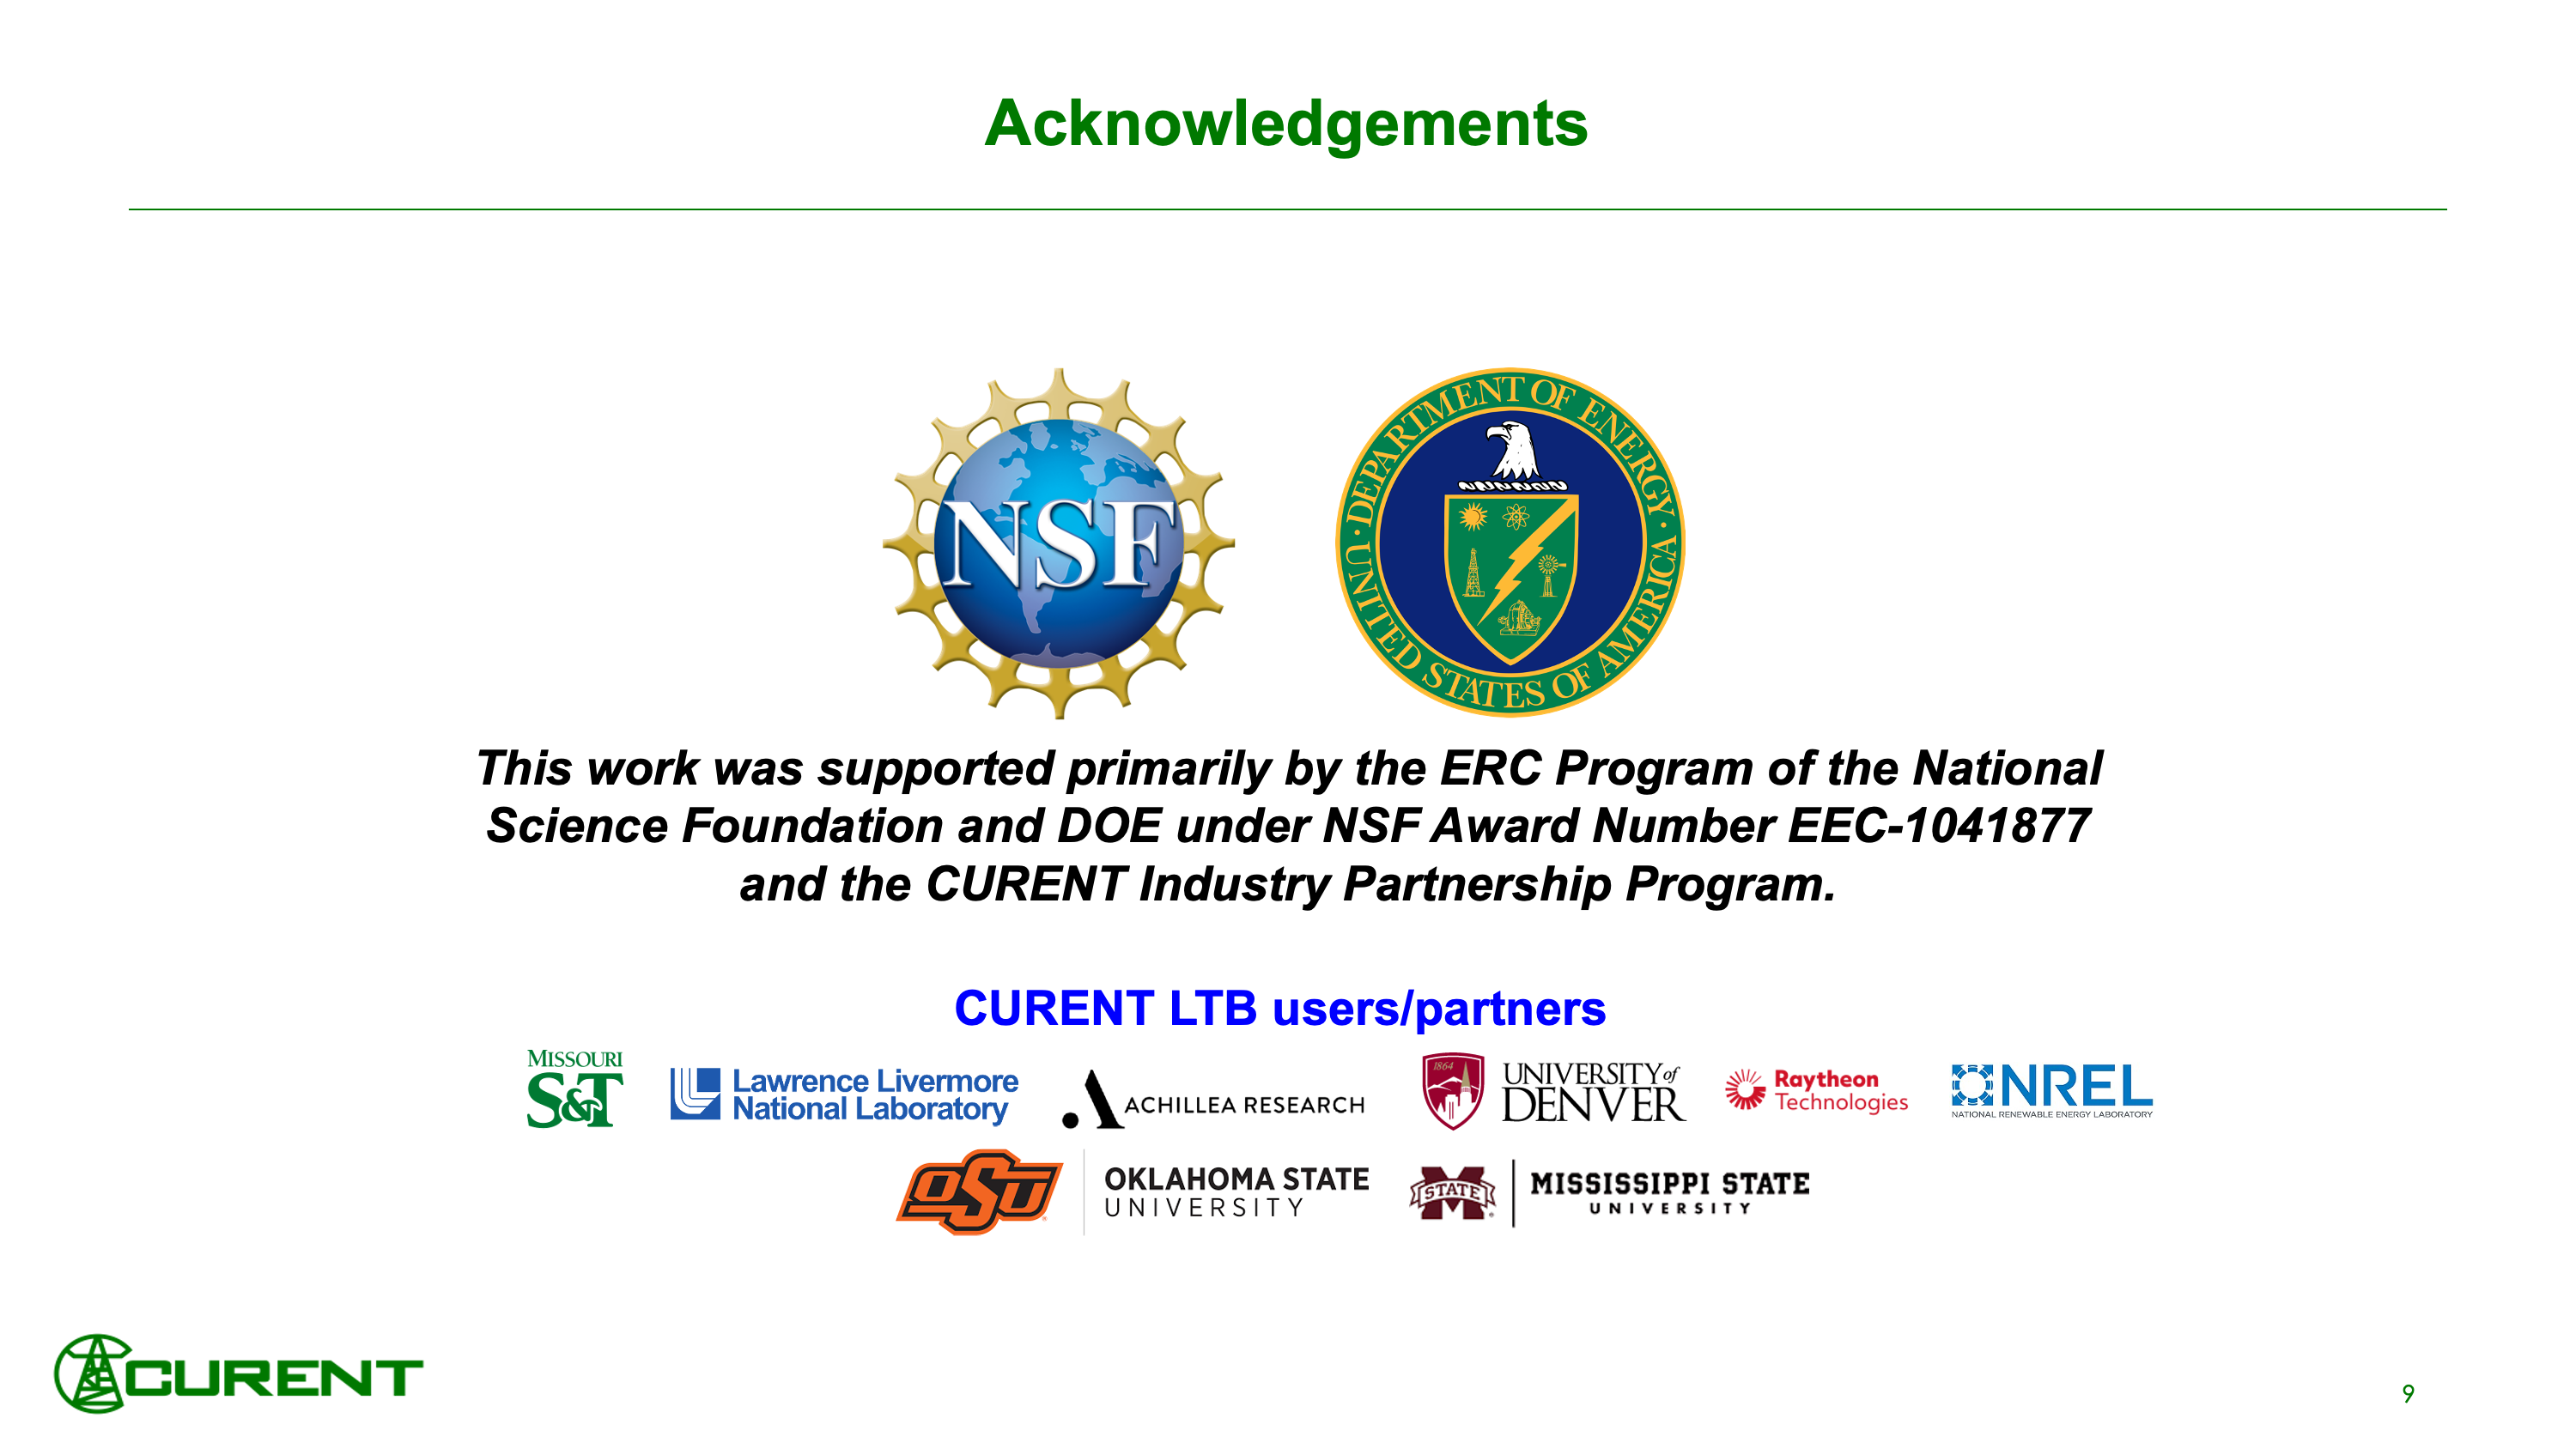 Acknowledgements
NSF
DEPARTMENT OF ENERGY
UNITED STATES OF AMERICA
This work was supported primarily by the ERC Program of the National
Science Foundation and DOE under NSF Award Number EEC-1041877
and the CURENT Industry Partnership Program.
CURENT LTB users/partners
MISSOURI
S&T
Lawrence Livermore
National Laboratory
ACHILLEA RESEARCH
1864
UNIVERSITY of
DENVER
Raytheon
Technologies
NREL
NATIONAL RENEWABLE ENERGY LABORATORY
OSU
OKLAHOMA STATE
UNIVERSITY
STATE
MISSISSIPPI STATE
UNIVERSITY
CURENT
9